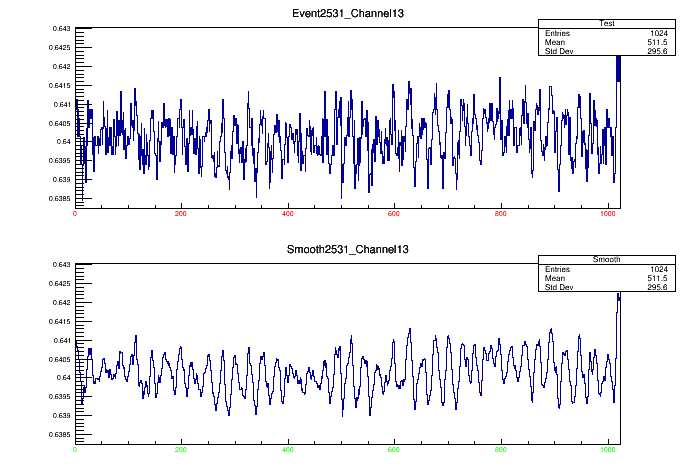 Event2531_Channel13
Test
Entries 1024
Mean 511.5
Std Dev 295.6
0.643
0.6425
0.642
0.6415
0.641
0.6405
0.64
0.6395
0.639
0.6385
0 200 400 600 800 1000
Smooth2531_Channel13
Smooth
Entries 1024
Mean 511.5
Std Dev 295.6
0.643
0.6425
0.642
0.6415
0.641
0.6405
0.64
0.6395
0.639
0.6385
0 200 400 600 800 1000